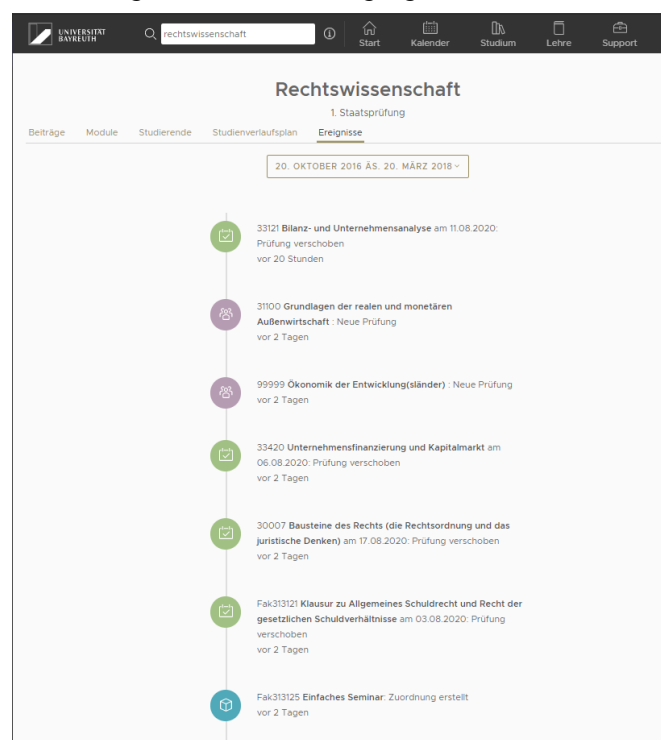 UNIVERSITÄT
BAYREUTH
rechtswissenschaft
Start
Kalender
Studium
Lehre
Support
Rechtswissenschaft
1. Staatsprüfung
Beiträge Module Studierende Studienverlaufsplan Ereignisse
20. OKTOBER 2016 ÄS. 20. MÄRZ 2018
33121 Bilanz- und Unternehmensanalyse am 11.08.2020:
Prüfung verschoben
vor 20 Stunden
31100 Grundlagen der realen und monetären
Außenwirtschaft : Neue Prüfung
vor 2 Tagen
99999 Ökonomik der Entwicklung(sländer) : Neue Prüfung
vor 2 Tagen
33420 Unternehmensfinanzierung und Kapitalmarkt am
06.08.2020: Prüfung verschoben
vor 2 Tagen
30007 Bausteine des Rechts (die Rechtsordnung und das
juristische Denken) am 17.08.2020: Prüfung verschoben
vor 2 Tagen
Fak313121 Klausur zu Allgemeines Schuldrecht und Recht der
gesetzlichen Schuldverhältnisse am 03.08.2020: Prüfung
verschoben
vor 2 Tagen
Fak313125 Einfaches Seminar: Zuordnung erstellt
vor 2 Tagen